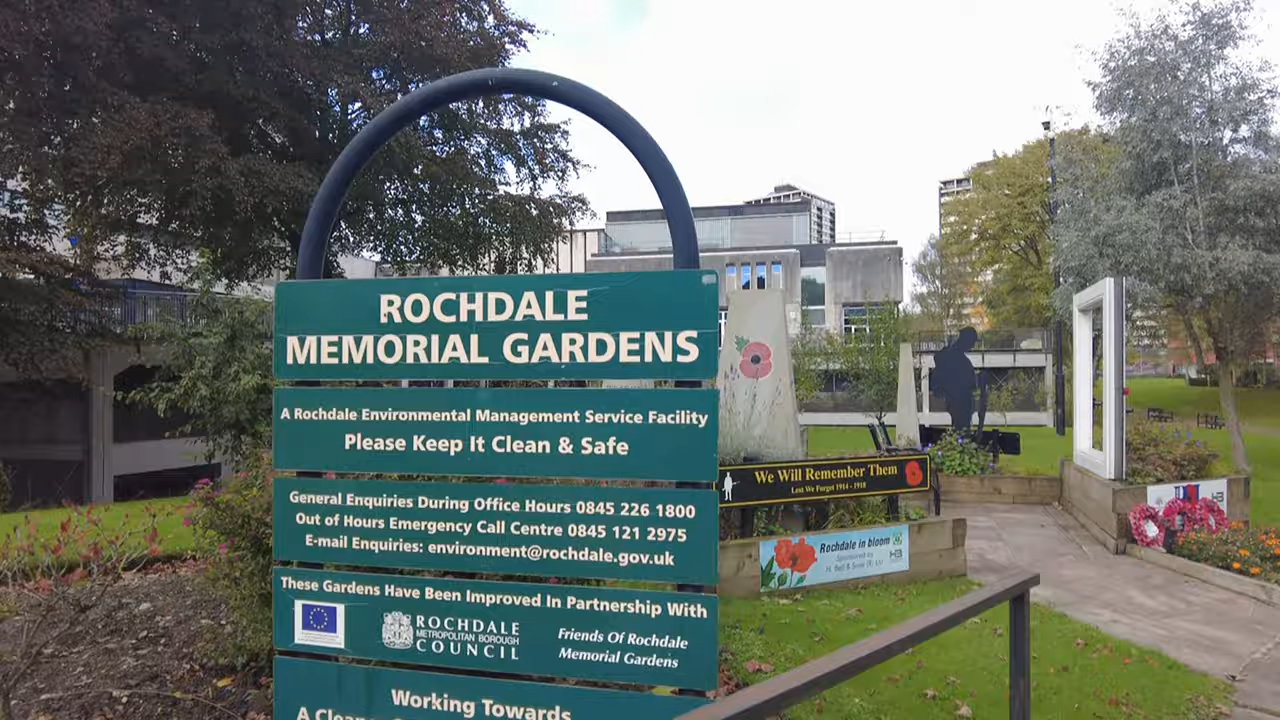 ROCHDALE
MEMORIAL GARDENS
A Rochdale Environmental Management Service Facility
Please Keep It Clean & Safe
General Enquiries During Office Hours 0845 226 1800
Out of Hours Emergency Call Centre 0845 121 2975
E-mail Enquiries: environment@rochdale.gov.uk
These Gardens Have Been Improved In Partnership With
ROCHDALE
METROPOLITAN BOROUGH
COUNCIL
Friends Of Rochdale
Memorial Gardens
Working Towards
We Will Remember Them
Lest We Forget 1914 - 1918
Rochdale in bloom
Sponsored by